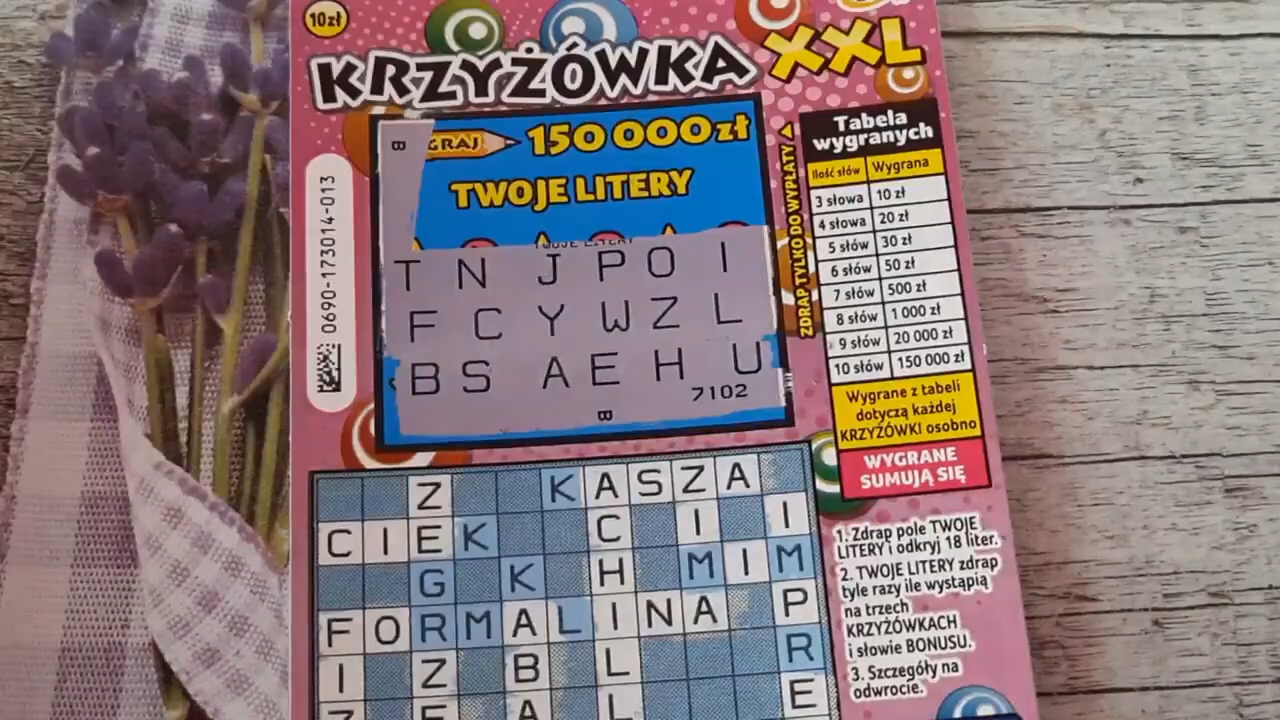 10zł
KRZYŻÓWKA XXL
GRAJ 150 000zł
TWOJE LITERY
T N J P O I
F C Y W Z L
B S A E H U
7102
0690-173014-013
ZDRAP TYLKO DO WYPŁATY
Tabela
wygranych
Ilość słów Wygrana
3 słowa 10 zł
4 słowa 20 zł
5 słów 30 zł
6 słów 50 zł
7 słów 500 zł
8 słów 1 000 zł
9 słów 20 000 zł
10 słów 150 000 zł
Wygrane z tabeli
dotyczą każdej
KRZYŻÓWKI osobno
WYGRANE
SUMUJĄ SIĘ
1. Zdrap pole TWOJE
LITERY i odkryj 18 liter.
2. TWOJE LITERY zdrap
tyle razy ile wystąpią
na trzech
KRZYŻÓWKACH
i słowie BONUSU.
3. Szczegóły na
odwrocie.
Z KASZA
CIEK C I I
G K H MIM
FORMALINA P
I Z B L R
E A L E